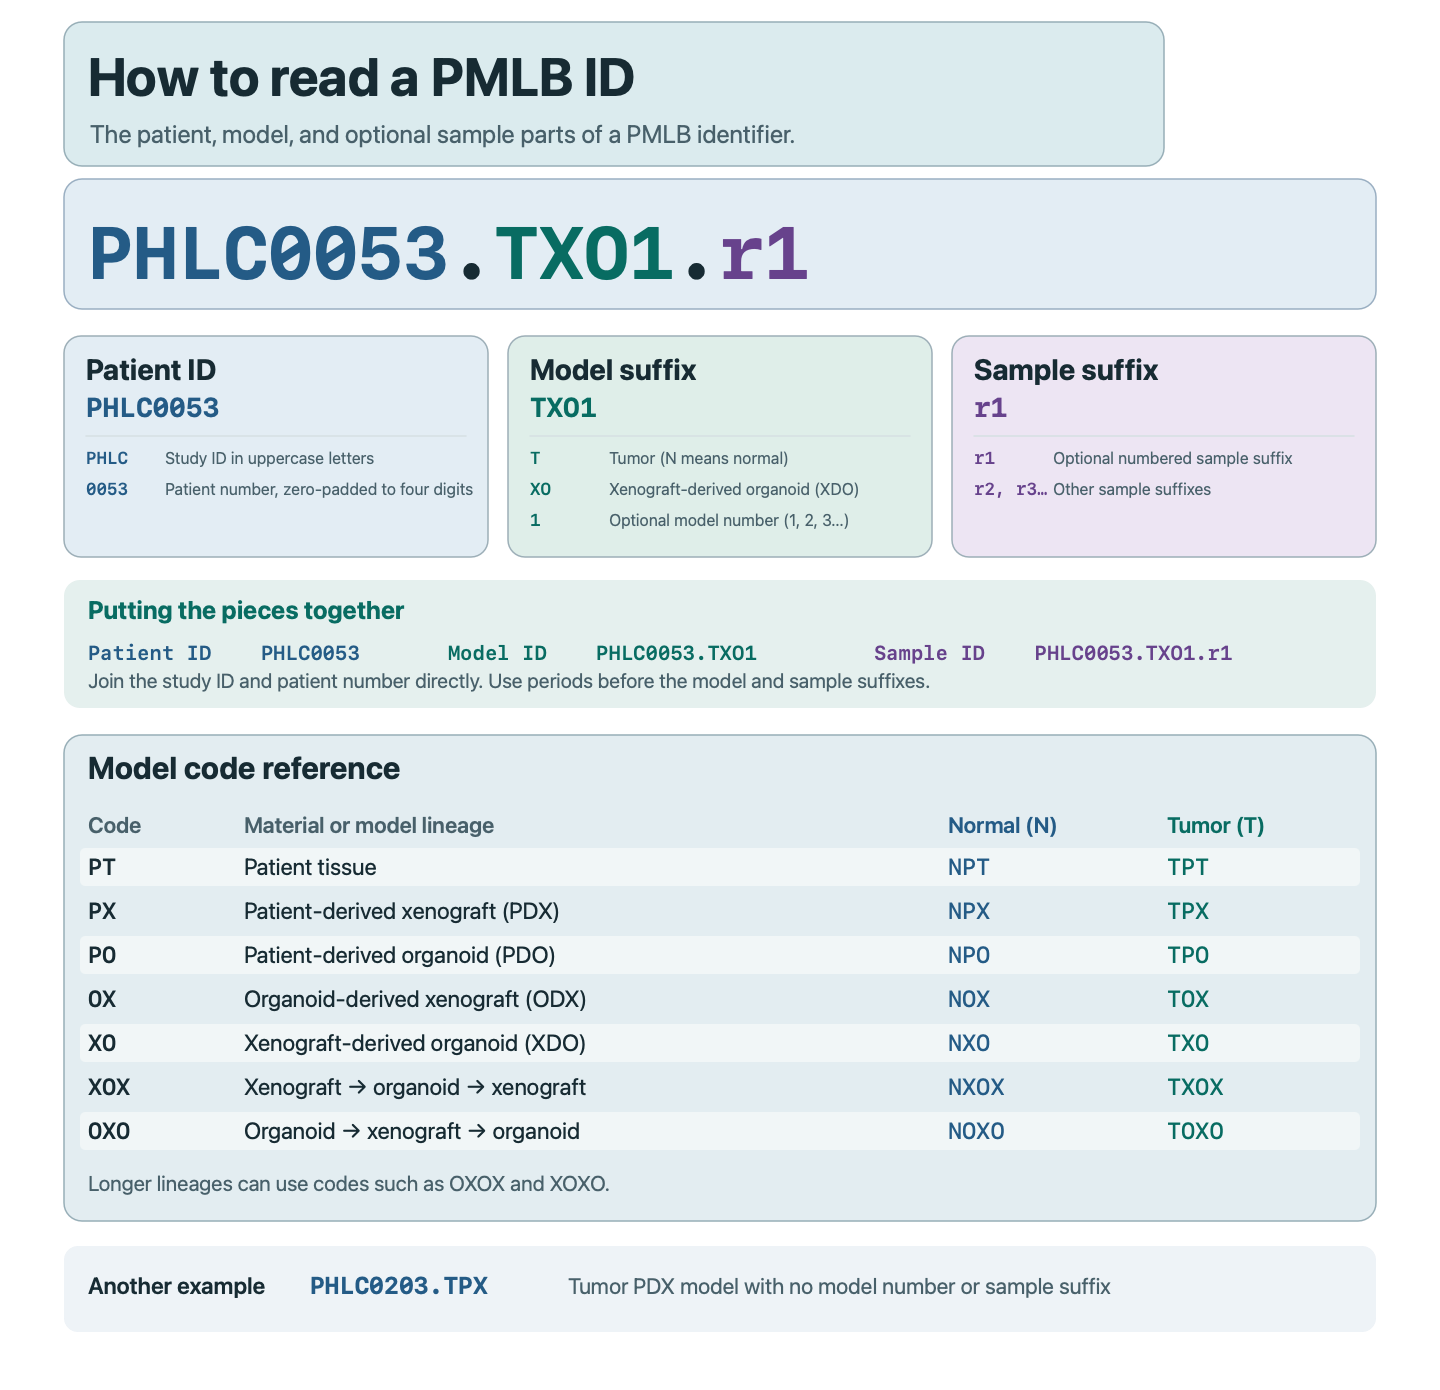 How to read a PMLB ID
The patient, model, and optional sample parts of a PMLB identifier.
PHLC0053.TXO1.r1
Patient ID
PHLC0053
PHLC Study ID in uppercase letters
0053 Patient number, zero-padded to four digits
Model suffix
TXO1
T Tumor (N means normal)
XO Xenograft-derived organoid (XDO)
1 Optional model number (1, 2, 3...)
Sample suffix
r1
r1 Optional numbered sample suffix
r2, r3… Other sample suffixes
Putting the pieces together
Patient ID PHLC0053 Model ID PHLC0053.TXO1 Sample ID PHLC0053.TXO1.r1
Join the study ID and patient number directly. Use periods before the model and sample suffixes.
Model code reference
Code Material or model lineage Normal (N) Tumor (T)
PT Patient tissue NPT TPT
PX Patient-derived xenograft (PDX) NPX TPX
PO Patient-derived organoid (PDO) NPO TPO
OX Organoid-derived xenograft (ODX) NOX TOX
XO Xenograft-derived organoid (XDO) NXO TXO
XOX Xenograft → organoid → xenograft NXOX TXOX
OXO Organoid → xenograft → organoid NOXO TOXO
Longer lineages can use codes such as OXOX and XOXO.
Another example PHLC0203.TPX Tumor PDX model with no model number or sample suffix